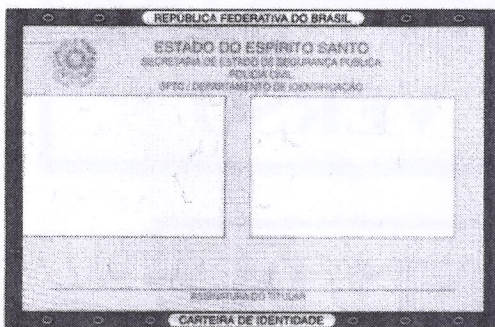 REPÚBLICA FEDERATIVA DO BRASIL
ESTADO DO ESPÍRITO SANTO
SECRETARIA DE ESTADO DE SEGURANÇA PÚBLICA
POLÍCIA CIVIL
SPTC / DEPARTAMENTO DE IDENTIFICAÇÃO
ASSINATURA DO TITULAR
CARTEIRA DE IDENTIDADE